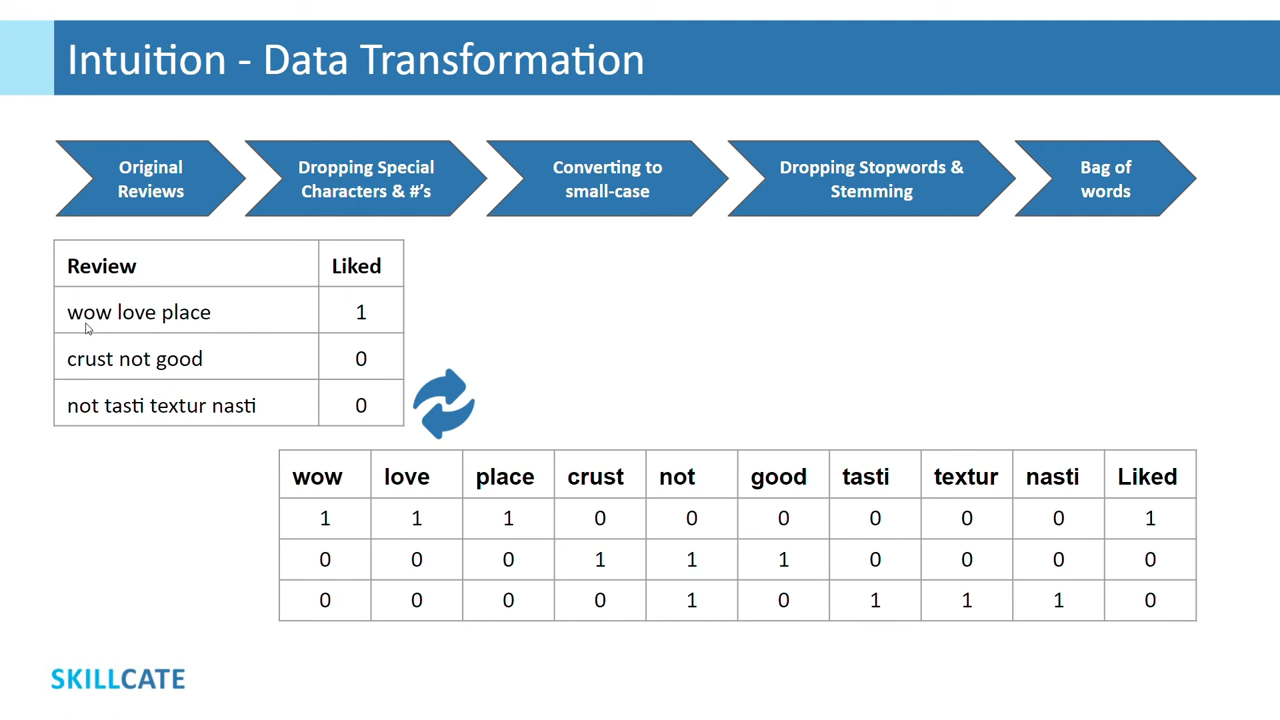 Intuition - Data Transformation
Original
Reviews
Dropping Special
Characters & #'s
Converting to
small-case
Dropping Stopwords &
Stemming
Bag of
words
Review Liked
wow love place 1
crust not good 0
not tasti textur nasti 0
wow love place crust not good tasti textur nasti Liked
1 1 1 0 0 0 0 0 0 1
0 0 0 1 1 1 0 0 0 0
0 0 0 0 1 0 1 1 1 0
SKILLCATE